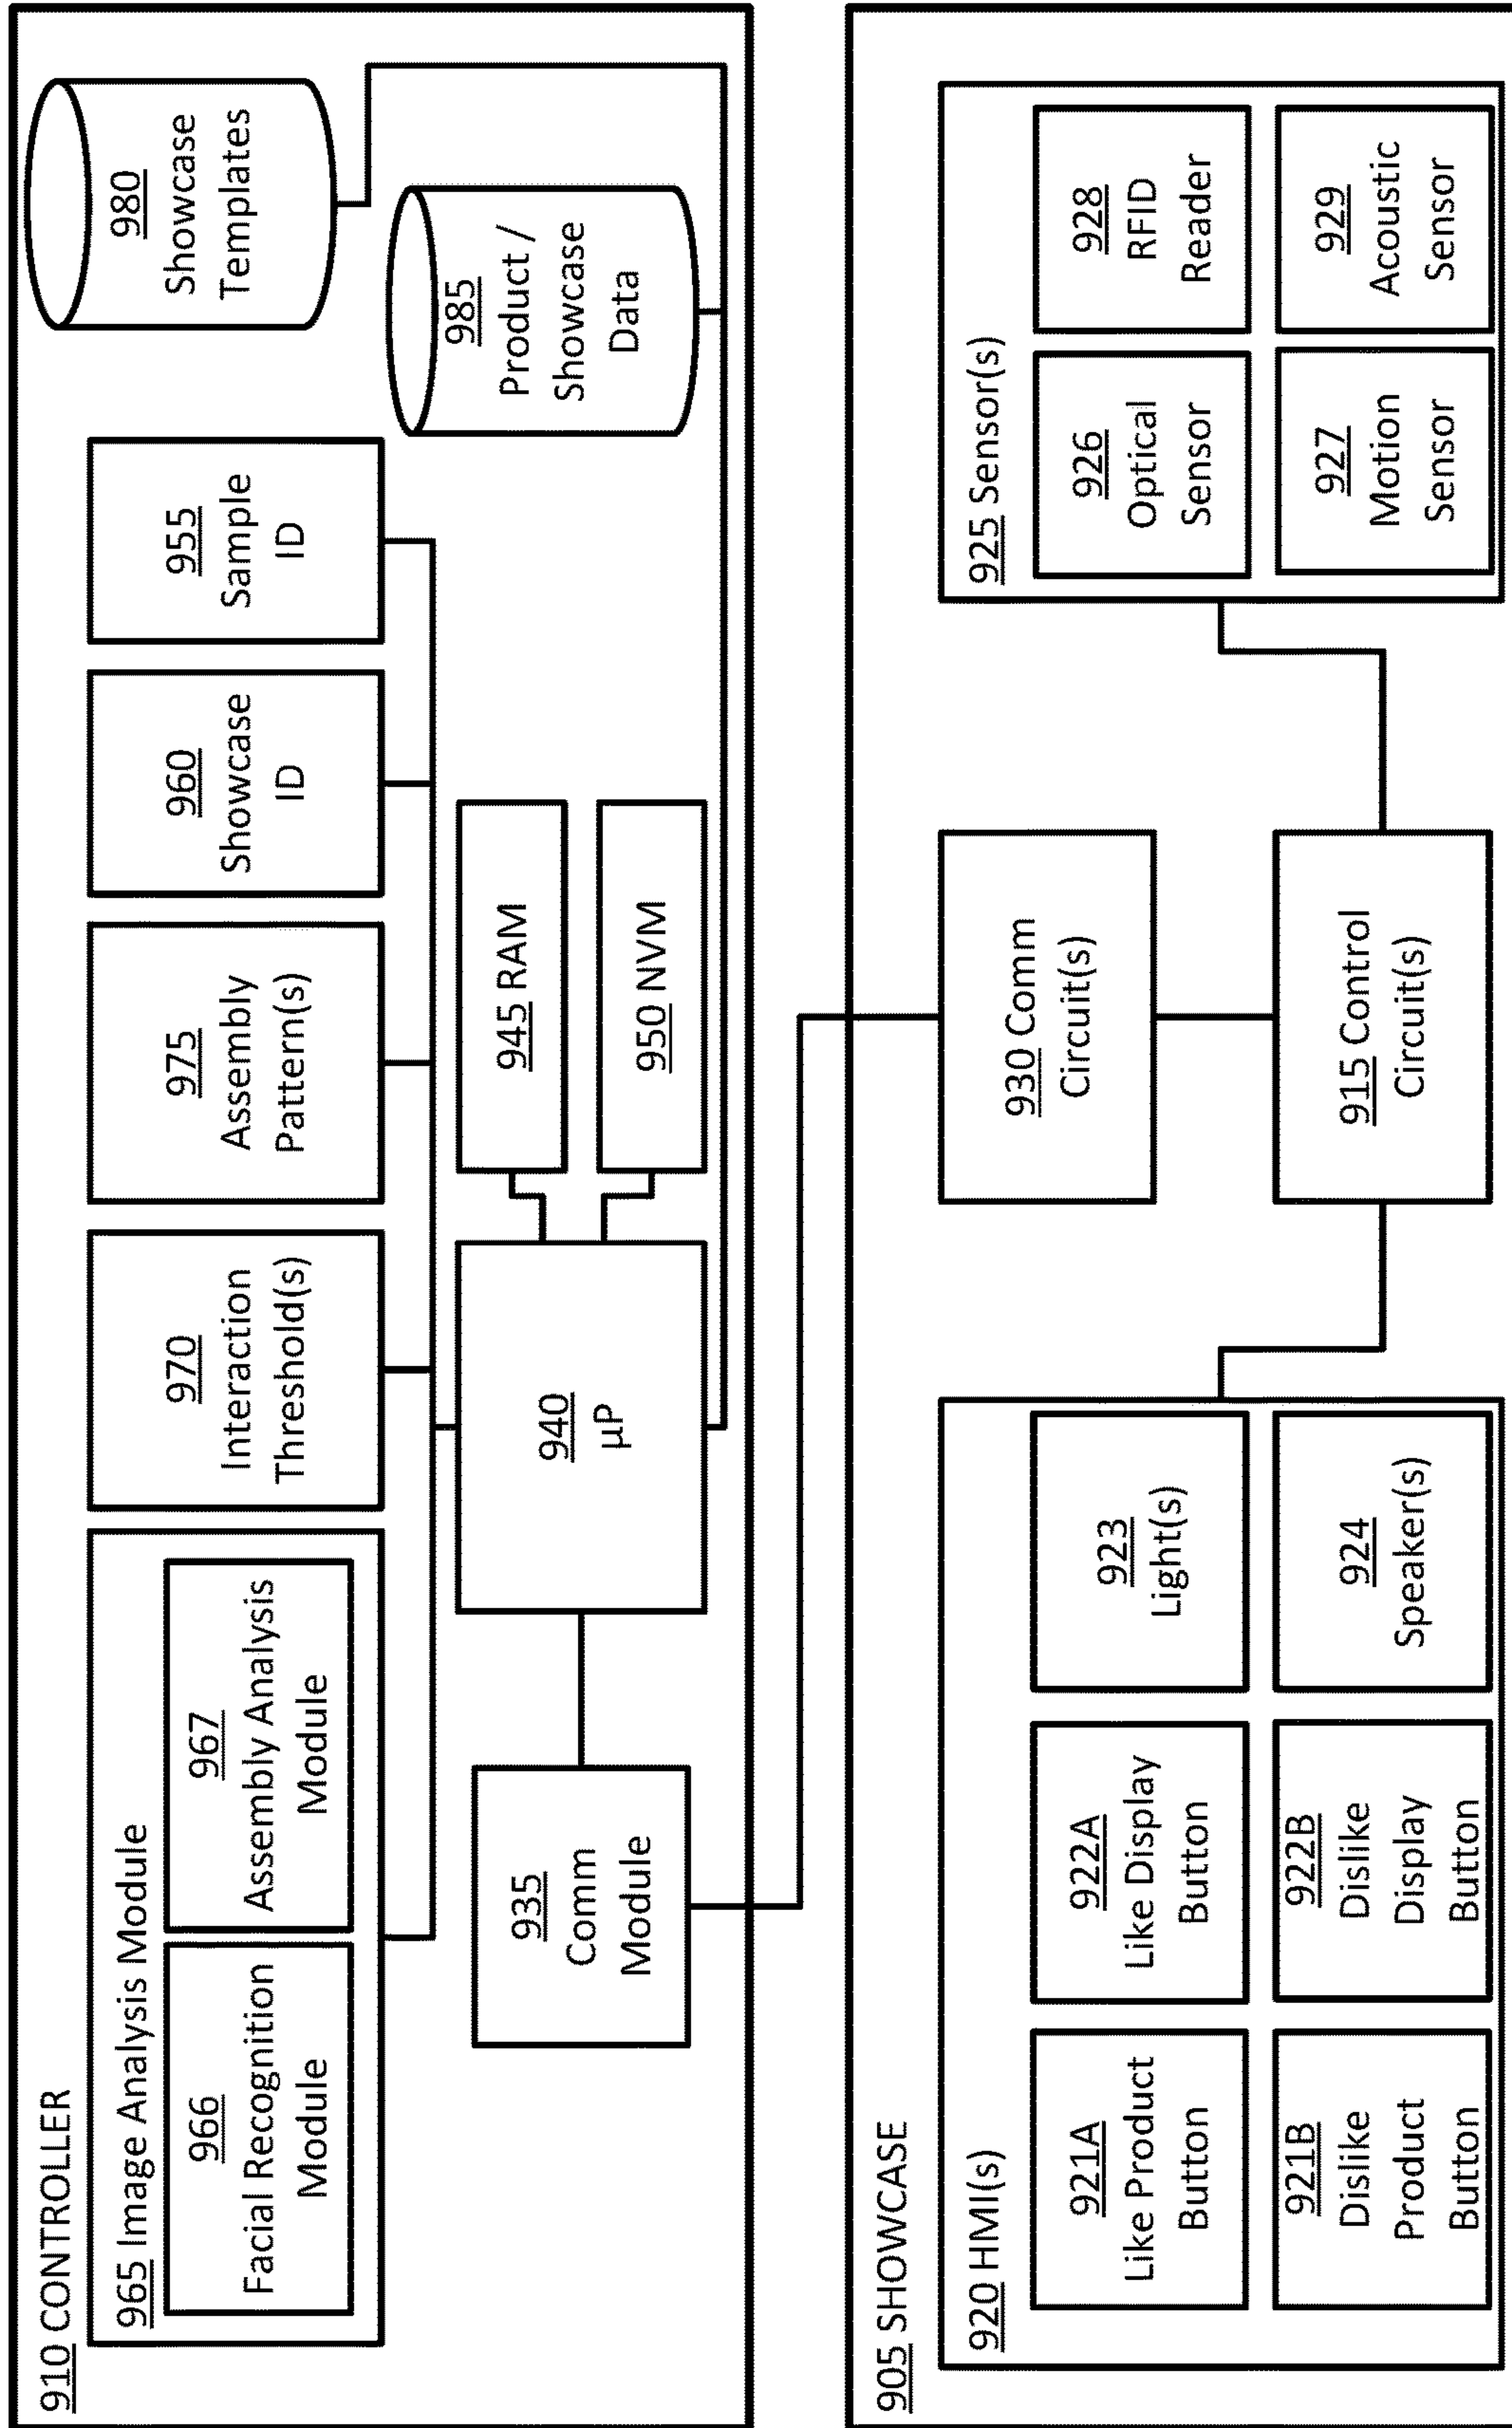 910 CONTROLLER
965 Image Analysis Module
966
Facial Recognition
Module
967
Assembly Analysis
Module
970
Interaction
Threshold(s)
975
Assembly
Pattern(s)
960
Showcase
ID
955
Sample
ID
980
Showcase
Templates
935
Comm
Module
940
µP
945 RAM
950 NVM
985
Product /
Showcase
Data
905 SHOWCASE
920 HMI(s)
921A
Like Product
Button
922A
Like Display
Button
923
Light(s)
921B
Dislike
Product
Button
922B
Dislike
Display
Button
924
Speaker(s)
930 Comm
Circuit(s)
915 Control
Circuit(s)
925 Sensor(s)
926
Optical
Sensor
928
RFID
Reader
927
Motion
Sensor
929
Acoustic
Sensor